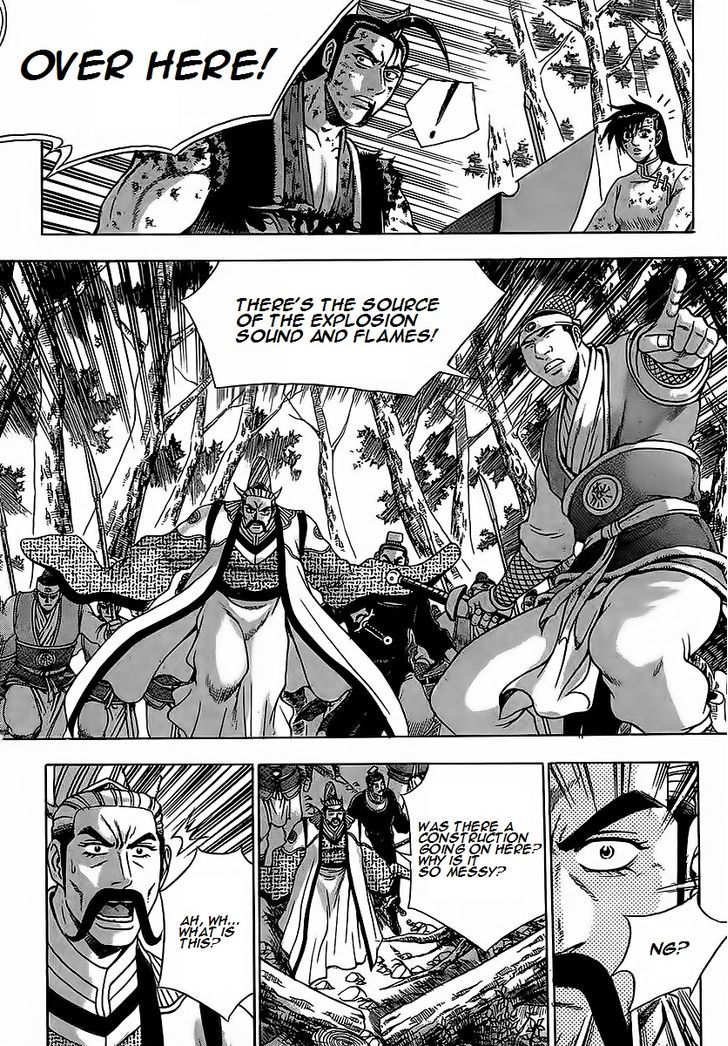 OVER HERE!
!
THERE'S THE SOURCE
OF THE EXPLOSION
SOUND AND FLAMES!
AH, WH...
WHAT IS
THIS?
WAS THERE A
CONSTRUCTION
GOING ON HERE?
WHY IS IT
SO MESSY?
NG?